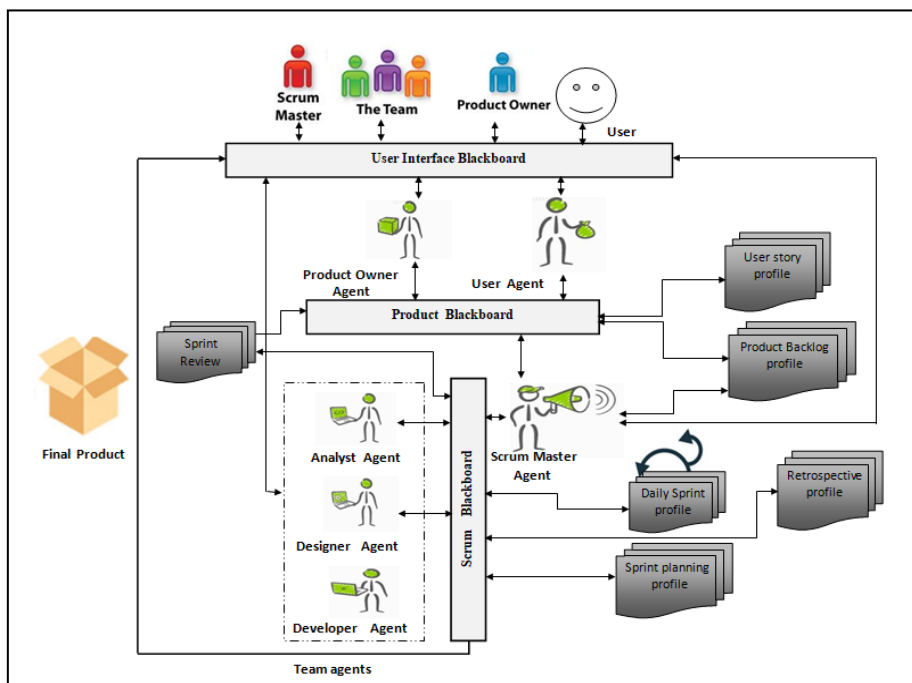 Scrum
Master
The Team
Product Owner
User
User Interface Blackboard
Product Owner
Agent
User Agent
User story
profile
Product Blackboard
Sprint
Review
Product Backlog
profile
Final Product
Analyst Agent
Scrum Master
Agent
Scrum Blackboard
Daily Sprint
profile
Retrospective
profile
Designer Agent
Sprint planning
profile
Developer Agent
Team agents